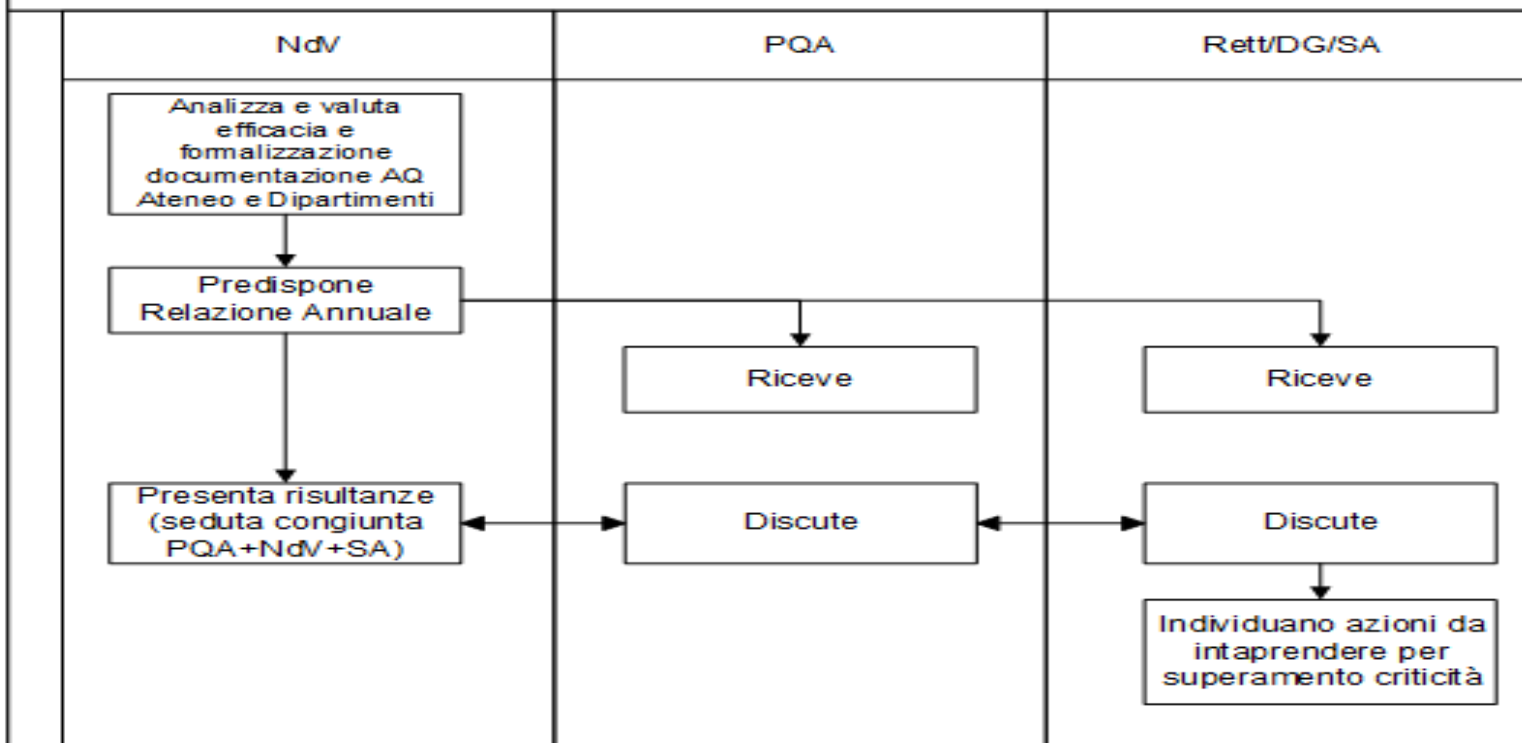 NdV
PQA
Rett/DG/SA
Analizza e valuta
efficacia e
formalizzazione
documentazione AQ
Ateneo e Dipartimenti
Predispone
Relazione Annuale
Riceve
Riceve
Presenta risultanze
(seduta congiunta
PQA+NdV+SA)
Discute
Discute
Individuano azioni da
intaprendere per
superamento criticità